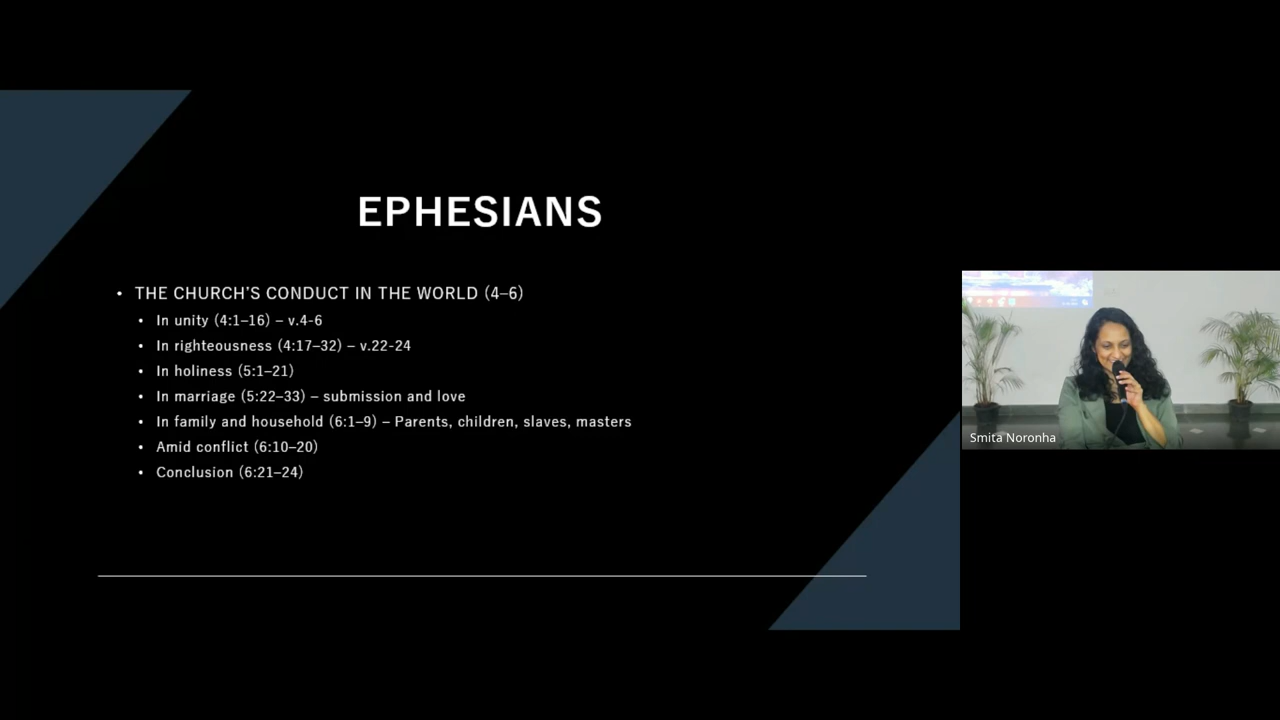 EPHESIANS
• THE CHURCH'S CONDUCT IN THE WORLD (4–6)
• In unity (4:1–16) – v.4-6
• In righteousness (4:17–32) – v.22-24
• In holiness (5:1–21)
• In marriage (5:22–33) – submission and love
• In family and household (6:1–9) – Parents, children, slaves, masters
• Amid conflict (6:10–20)
• Conclusion (6:21–24)
Smita Noronha